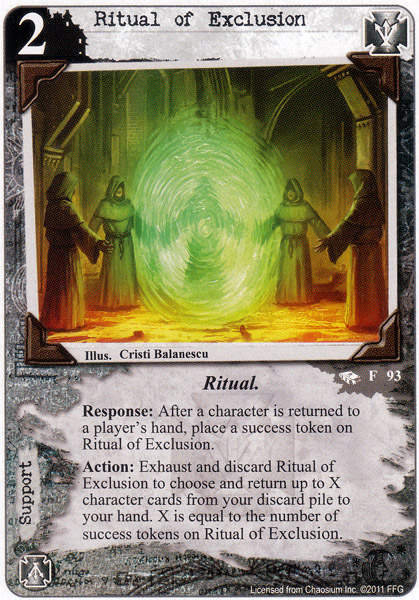 2
Ritual of Exclusion
Illus. Cristi Balanescu
Ritual.
F 93
Response: After a character is returned
to a player's hand, place a success token on
Ritual of Exclusion.
Action: Exhaust and discard Ritual of
Exclusion to choose and return up to X
character cards from your discard pile to
your hand. X is equal to the number of
success tokens on Ritual of Exclusion.
Support
Licensed from Chaosium Inc. ©2011 FFG